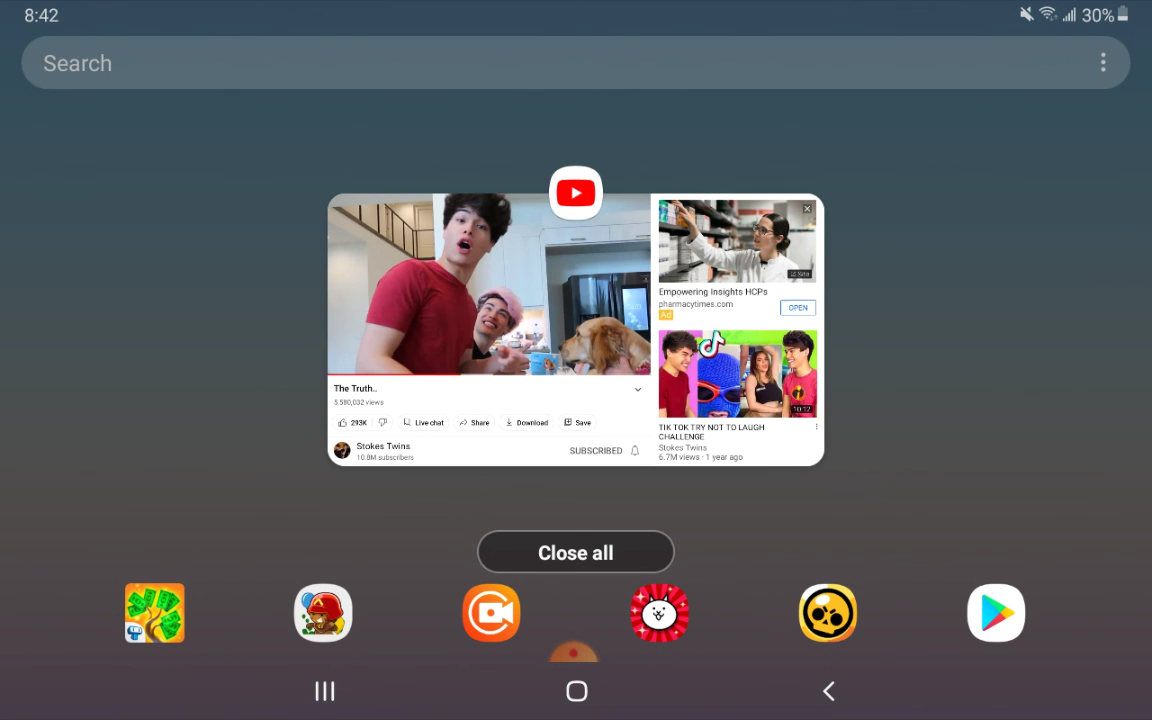 8:42
30%
Search
Empowering Insights HCPs
pharmacytimes.com
OPEN
Ad
The Truth..
5,580,032 views
293K
Live chat
Share
Download
Save
Stokes Twins
10.8M subscribers
SUBSCRIBED
10:12
TIK TOK TRY NOT TO LAUGH
CHALLENGE
Stokes Twins
6.7M views · 1 year ago
Close all